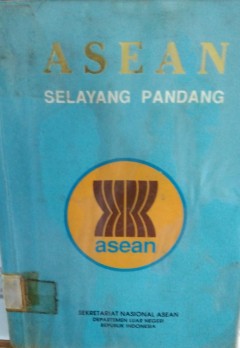 ASEAN
SELAYANG PANDANG
asean
SEKRETARIAT NASIONAL ASEAN
DEPARTEMEN LUAR NEGERI
REPUBLIK INDONESIA